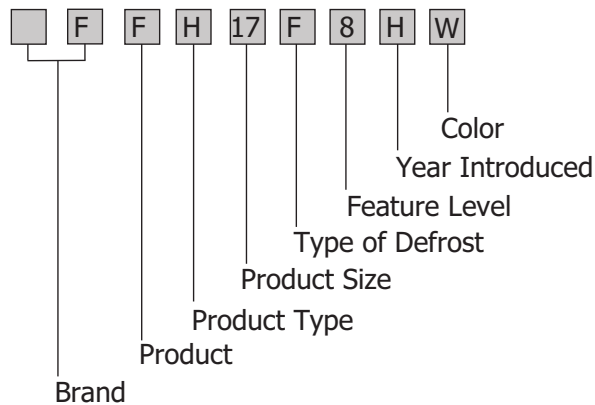 F F H 17 F 8 H W
Color
Year Introduced
Feature Level
Type of Defrost
Product Size
Product Type
Product
Brand